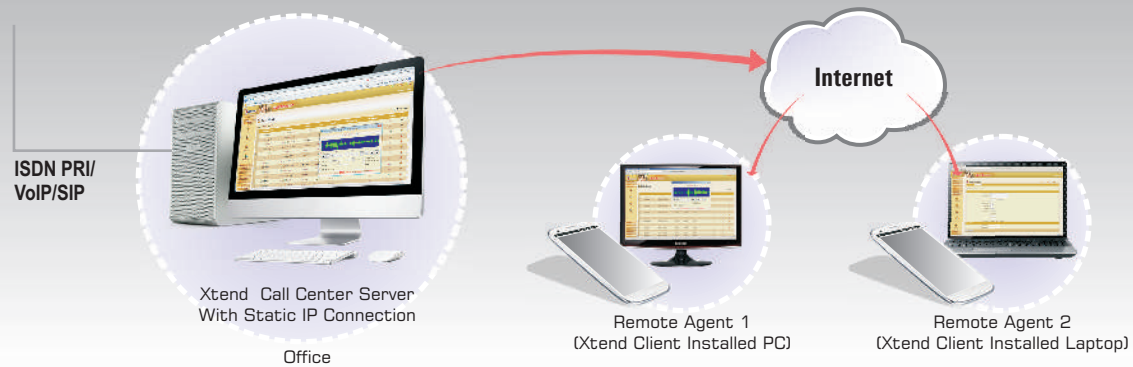 ISDN PRI/
VoIP/SIP
Internet
Xtend Call Center Server
With Static IP Connection
Office
Remote Agent 1
(Xtend Client Installed PC)
Remote Agent 2
(Xtend Client Installed Laptop)